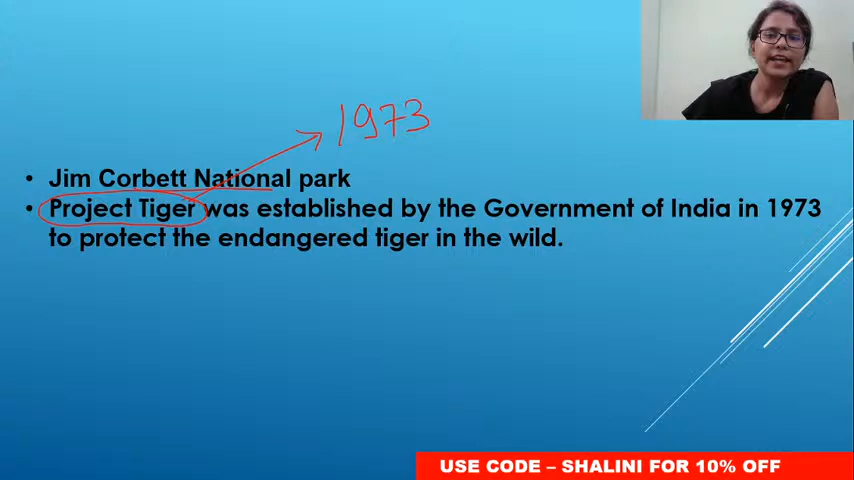 1973
• Jim Corbett National park
• Project Tiger was established by the Government of India in 1973
to protect the endangered tiger in the wild.
USE CODE – SHALINI FOR 10% OFF